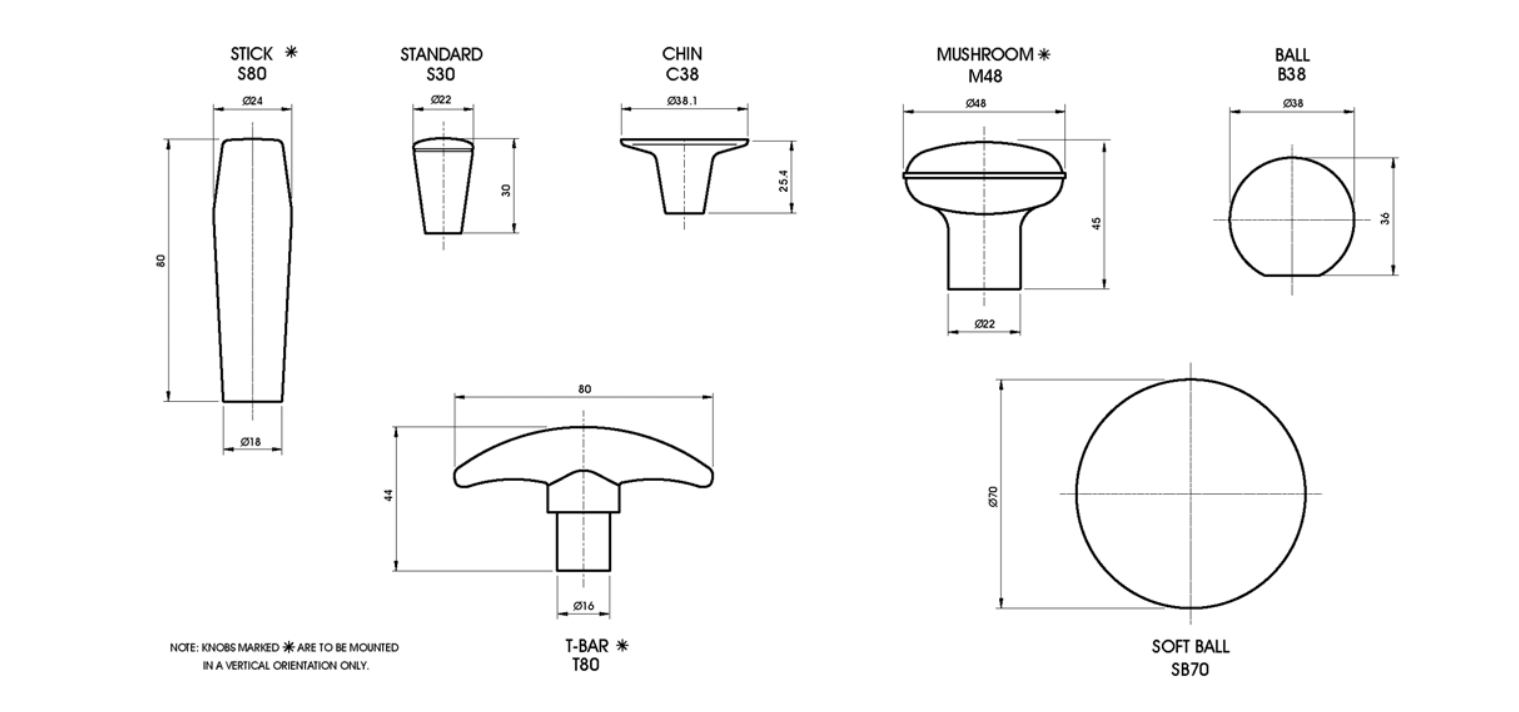 STICK ✳
S80
Ø24
80
Ø18
STANDARD
S30
Ø22
30
CHIN
C38
Ø38.1
25.4
MUSHROOM ✳
M48
Ø48
45
Ø22
BALL
B38
Ø38
36
80
44
Ø16
T-BAR ✳
T80
Ø70
SOFT BALL
SB70
NOTE: KNOBS MARKED ✳ ARE TO BE MOUNTED
IN A VERTICAL ORIENTATION ONLY.